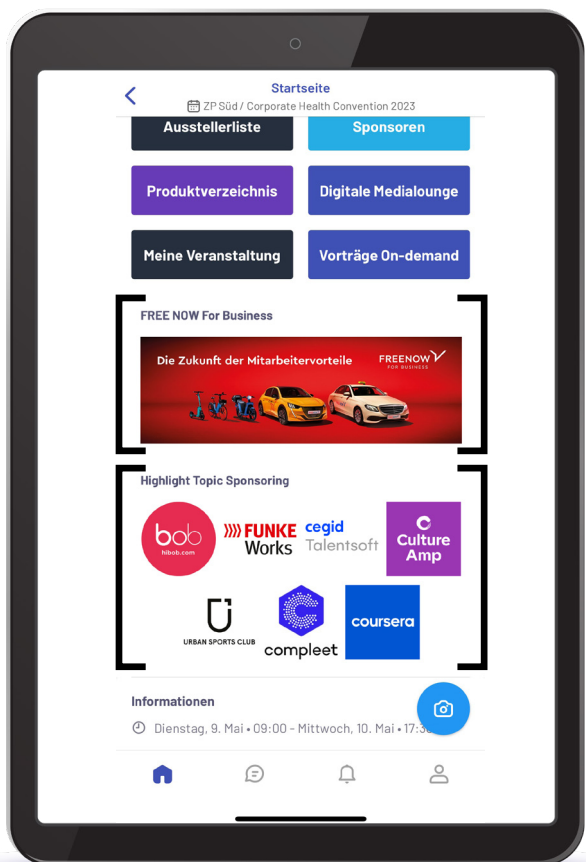 Startseite
ZP Süd / Corporate Health Convention 2023
Ausstellerliste
Sponsoren
Produktverzeichnis
Digitale Medialounge
Meine Veranstaltung
Vorträge On-demand
FREE NOW For Business
Die Zukunft der Mitarbeitervorteile
FREENOW
FOR BUSINESS
Highlight Topic Sponsoring
bob
hibob.com
FUNKE
Works
cegid
Talentsoft
Culture
Amp
URBAN SPORTS CLUB
compleet
coursera
Informationen
Dienstag, 9. Mai • 09:00 - Mittwoch, 10. Mai • 17:3